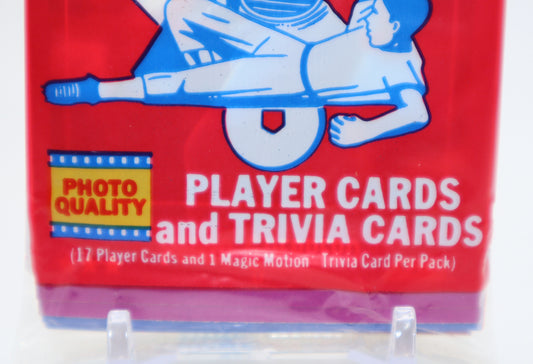 PHOTO
QUALITY
PLAYER CARDS
and TRIVIA CARDS
(17 Player Cards and 1 Magic Motion Trivia Card Per Pack)